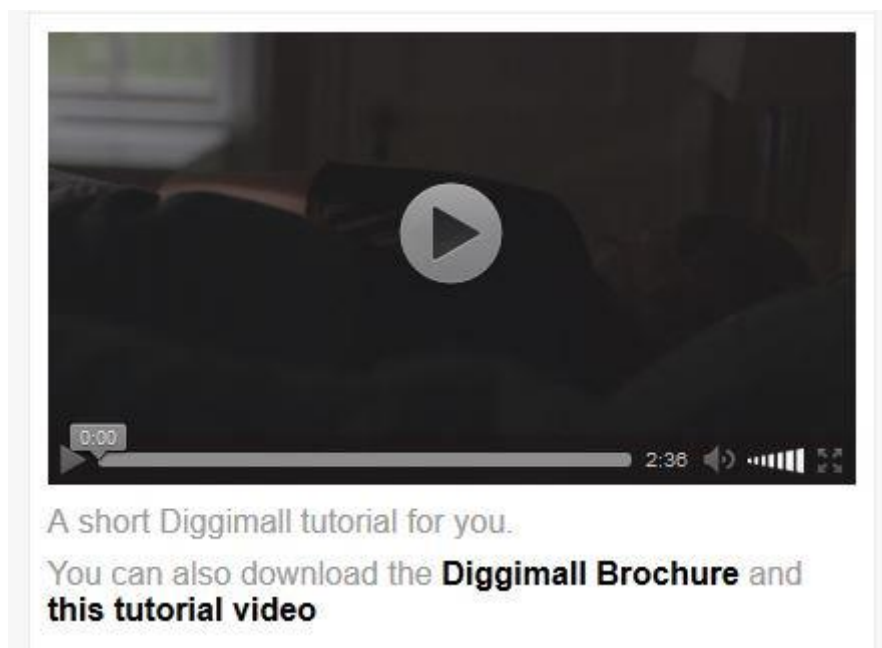 0:00
2:36
A short Diggimall tutorial for you.
You can also download the Diggimall Brochure and
this tutorial video